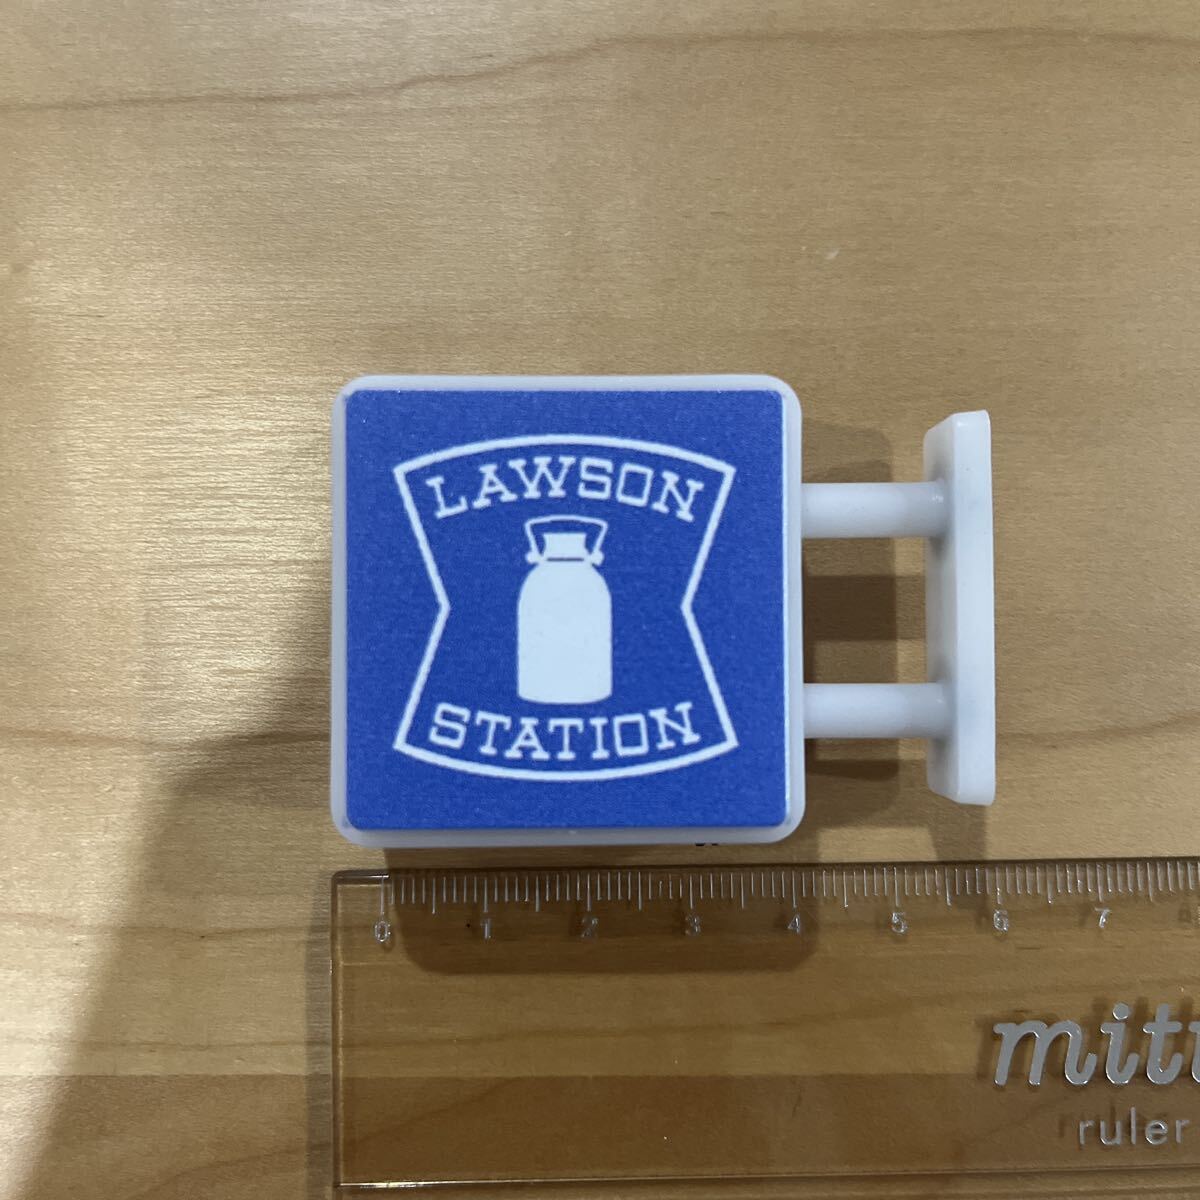 LAWSON
STATION
0 1 2 3 4 5 6 7
ruler